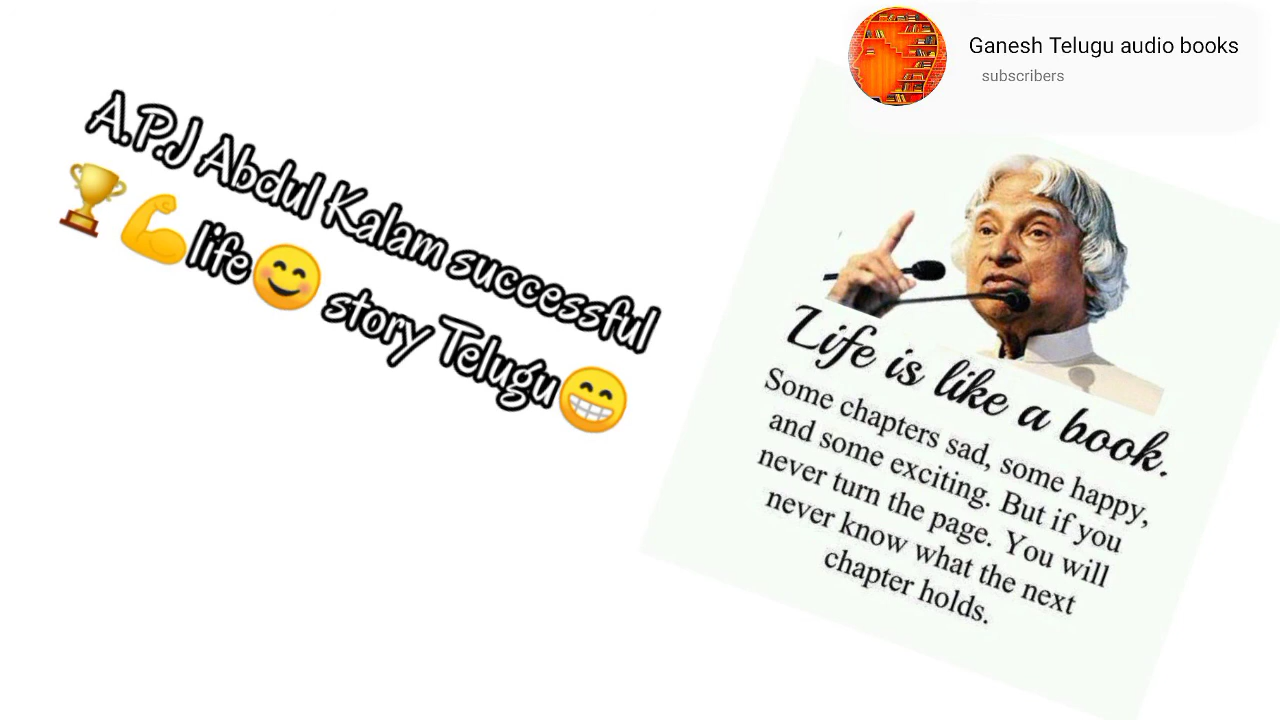 Ganesh Telugu audio books
subscribers
A.P.J Abdul Kalam successful
🏆💪life😊 story Telugu😁
Life is like a book.
Some chapters sad, some happy,
and some exciting. But if you
never turn the page. You will
never know what the next
chapter holds.